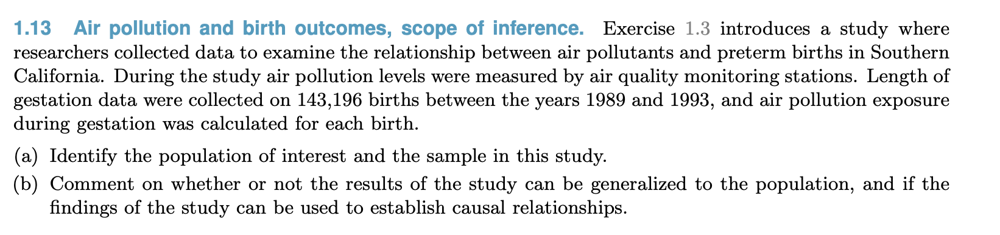 1.13 Air pollution and birth outcomes, scope of inference. Exercise 1.3 introduces a study where
researchers collected data to examine the relationship between air pollutants and preterm births in Southern
California. During the study air pollution levels were measured by air quality monitoring stations. Length of
gestation data were collected on 143,196 births between the years 1989 and 1993, and air pollution exposure
during gestation was calculated for each birth.
(a) Identify the population of interest and the sample in this study.
(b) Comment on whether or not the results of the study can be generalized to the population, and if the
findings of the study can be used to establish causal relationships.